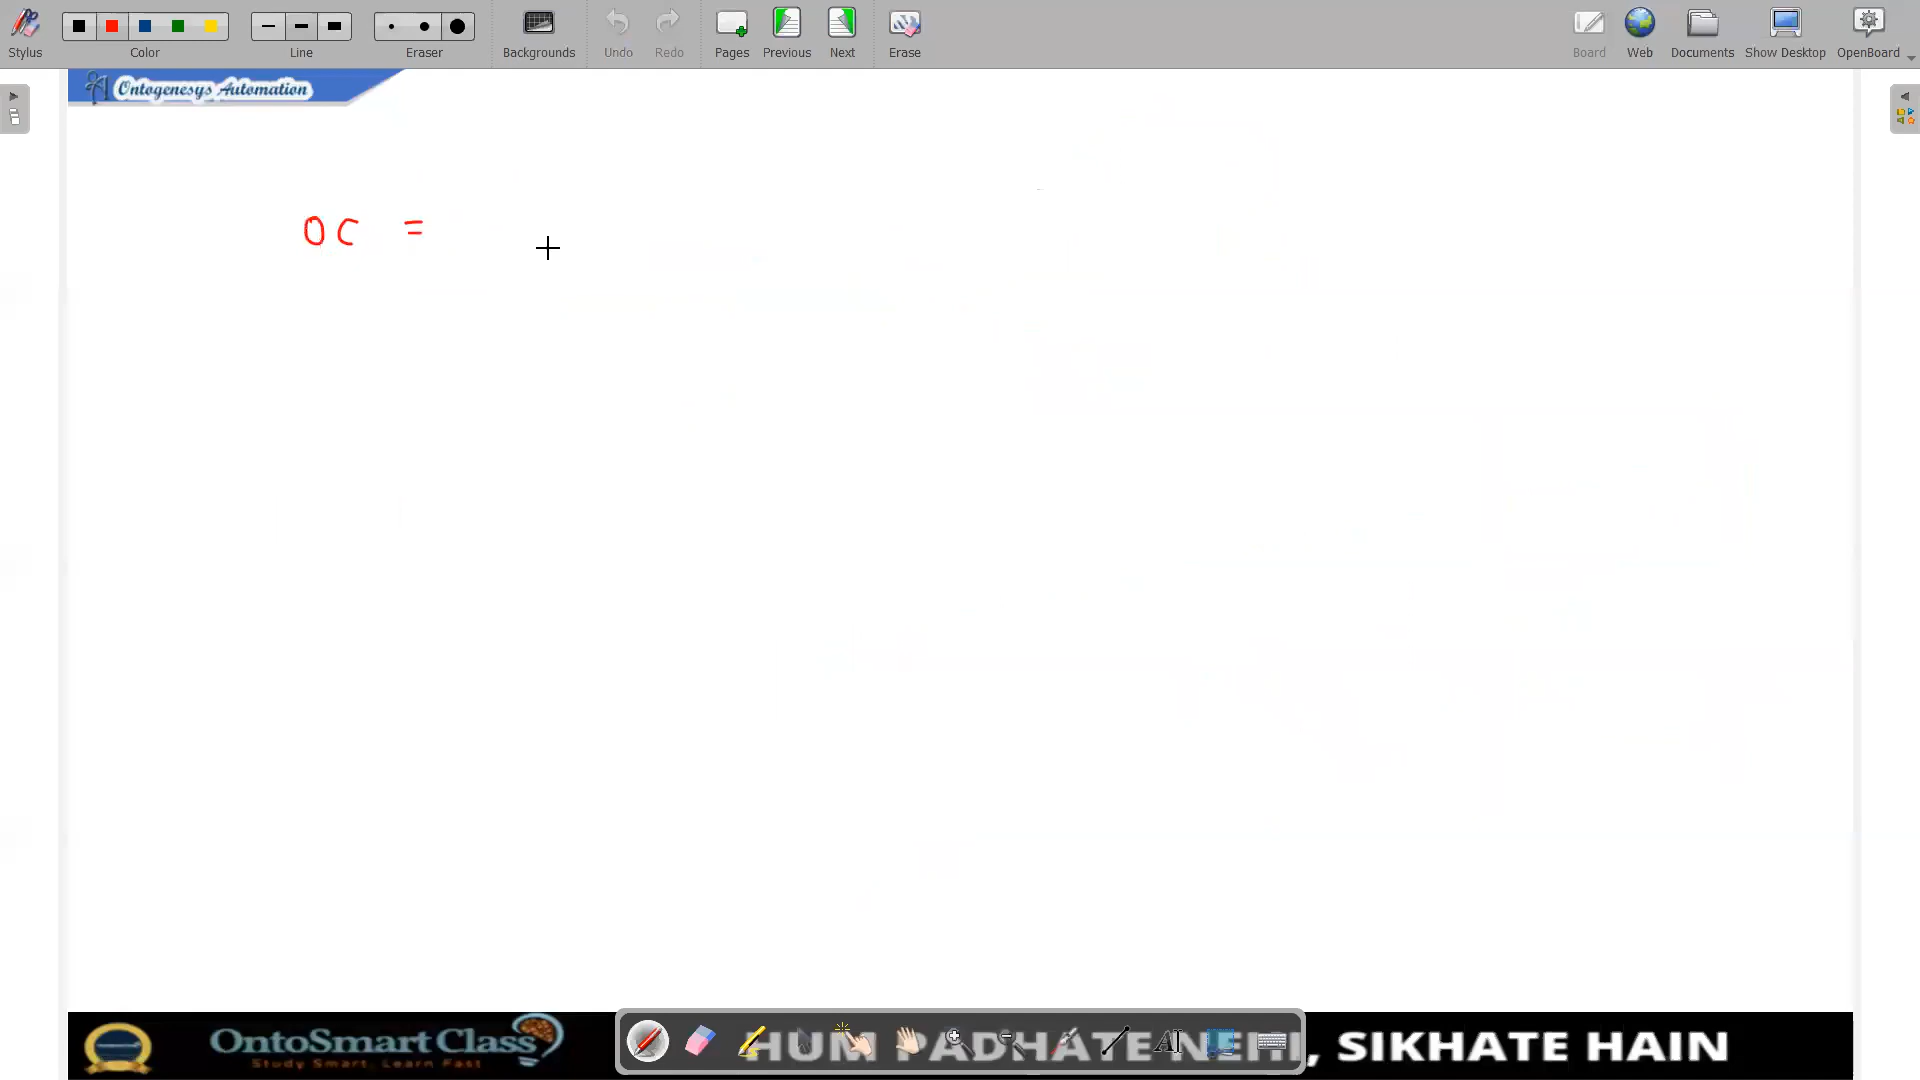 Stylus Color Line Eraser Backgrounds Undo Redo Pages Previous Next Erase Board Web Documents Show Desktop OpenBoard
Ontogenesys Automation
OC =
OntoSmart Class
Study Smart, Learn Fast
HUM PADHATE NEHI, SIKHATE HAIN